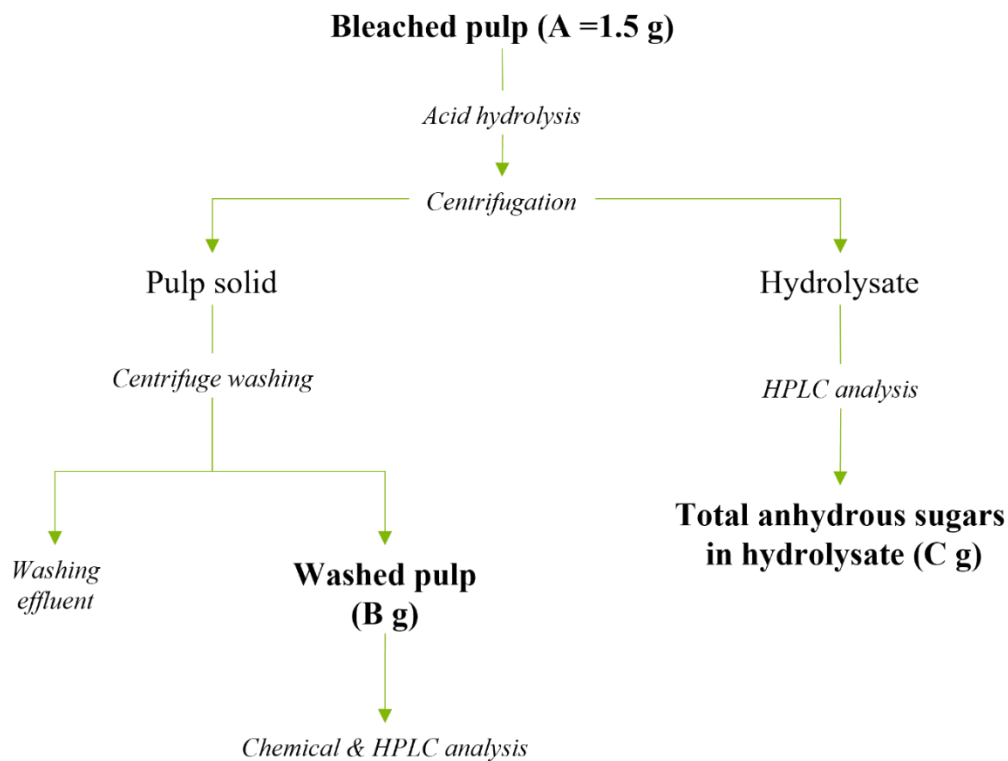 Bleached pulp (A =1.5 g)
Acid hydrolysis
Centrifugation
Pulp solid
Hydrolysate
Centrifuge washing
HPLC analysis
Total anhydrous sugars
in hydrolysate (C g)
Washing
effluent
Washed pulp
(B g)
Chemical & HPLC analysis